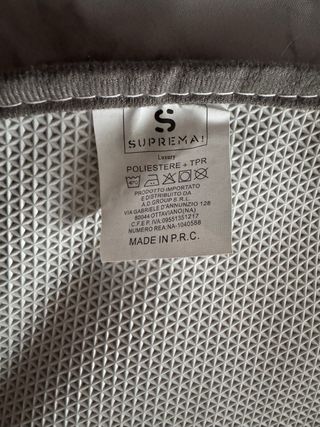 S
SUPREMA!
Luxury
POLIESTERE + TPR
PRODOTTO IMPORTATO
E DISTRIBUITO DA
A.D GROUP S.R.L
VIA GABRIELE D'ANNUNZIO 128
80044 OTTAVIANO(NA)
C.F.E P.IVA:09551351217
NUMERO REA:NA-1040588
MADE IN P.R.C.